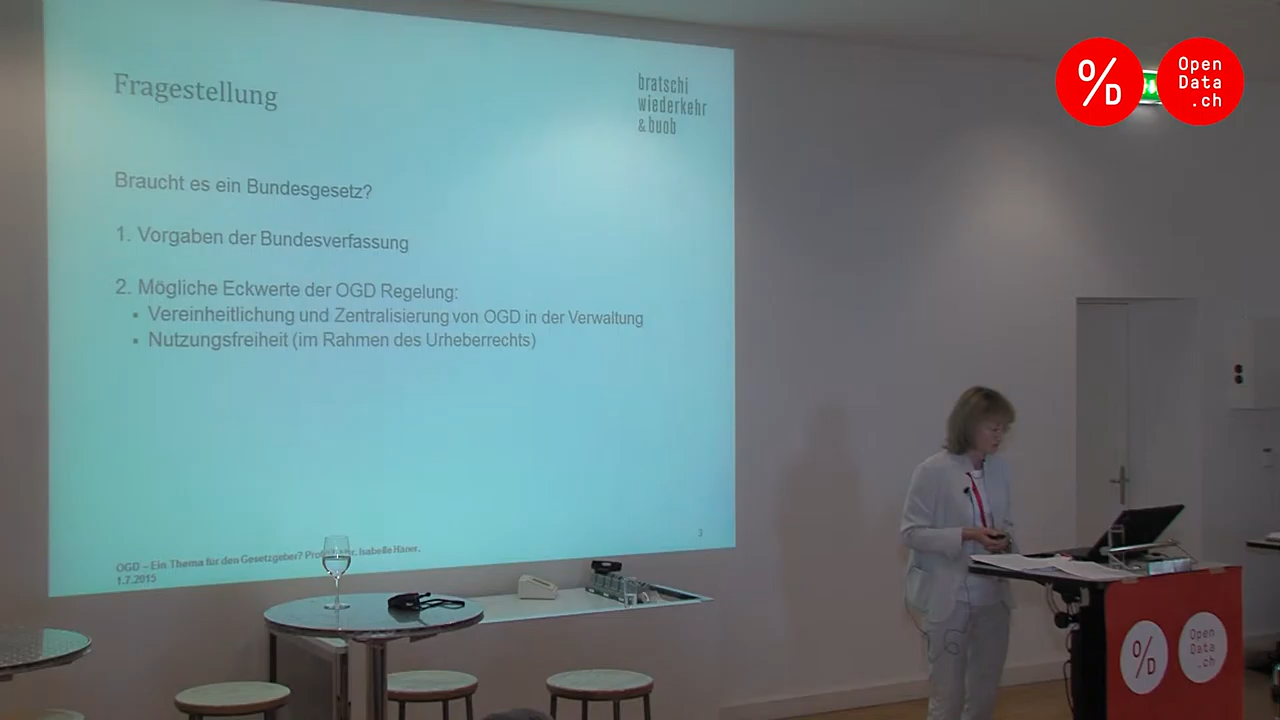 Fragestellung
bratschi
wiederkehr
& buob
Braucht es ein Bundesgesetz?
1. Vorgaben der Bundesverfassung
2. Mögliche Eckwerte der OGD Regelung:
▪ Vereinheitlichung und Zentralisierung von OGD in der Verwaltung
▪ Nutzungsfreiheit (im Rahmen des Urheberrechts)
3
OGD – Ein Thema für den Gesetzgeber? Isabelle Häner,
1.7.2015
%D
Open
Data
.ch
%D
Open
Data
.ch